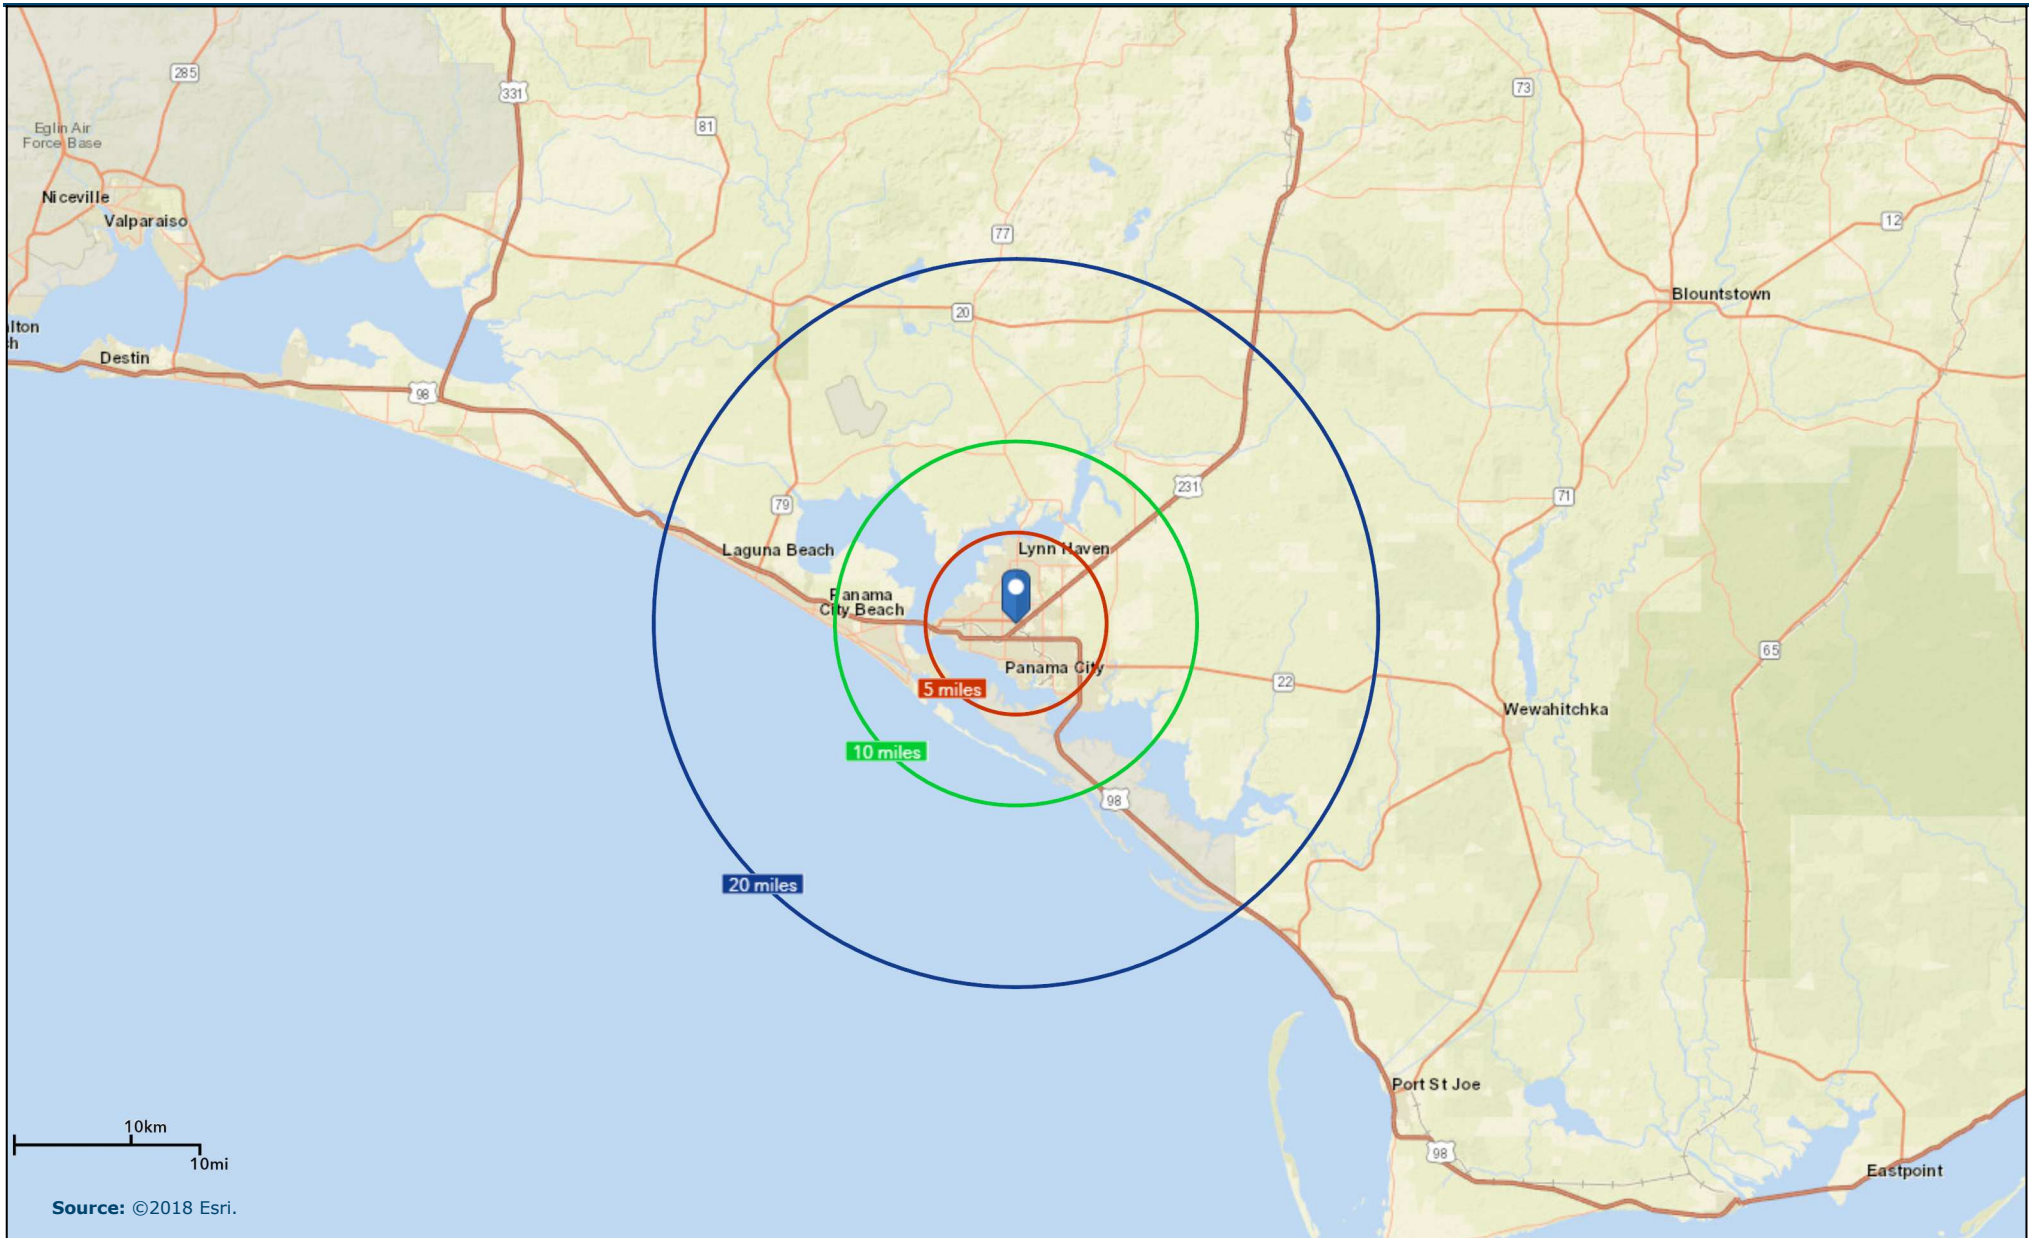 285
331
73
Eglin Air
Force Base
81
Niceville
Valparaiso
12
77
Blountstown
20
lton
h
Destin
98
231
71
79
Laguna Beach
Lynn Haven
Panama
City Beach
65
Panama City
22
5 miles
Wewahitchka
10 miles
98
20 miles
Port St Joe
10km
98
10mi
Eastpoint
Source: ©2018 Esri.